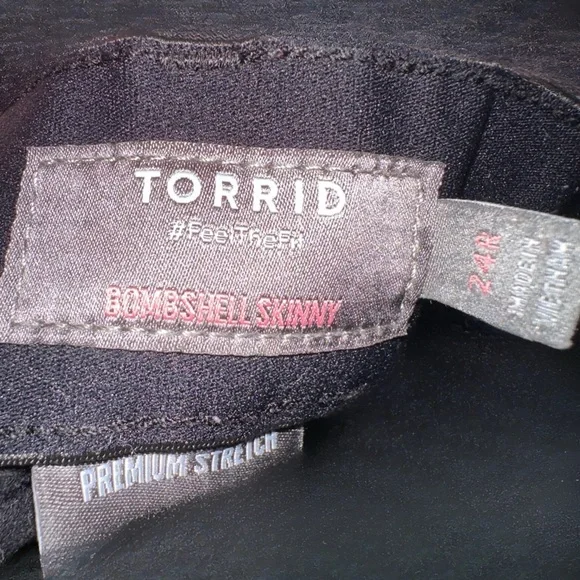 TORRID
#FeelTheFit
BOMBSHELL SKINNY
24R
MADE IN
VIETNAM
PREMIUM STRETCH